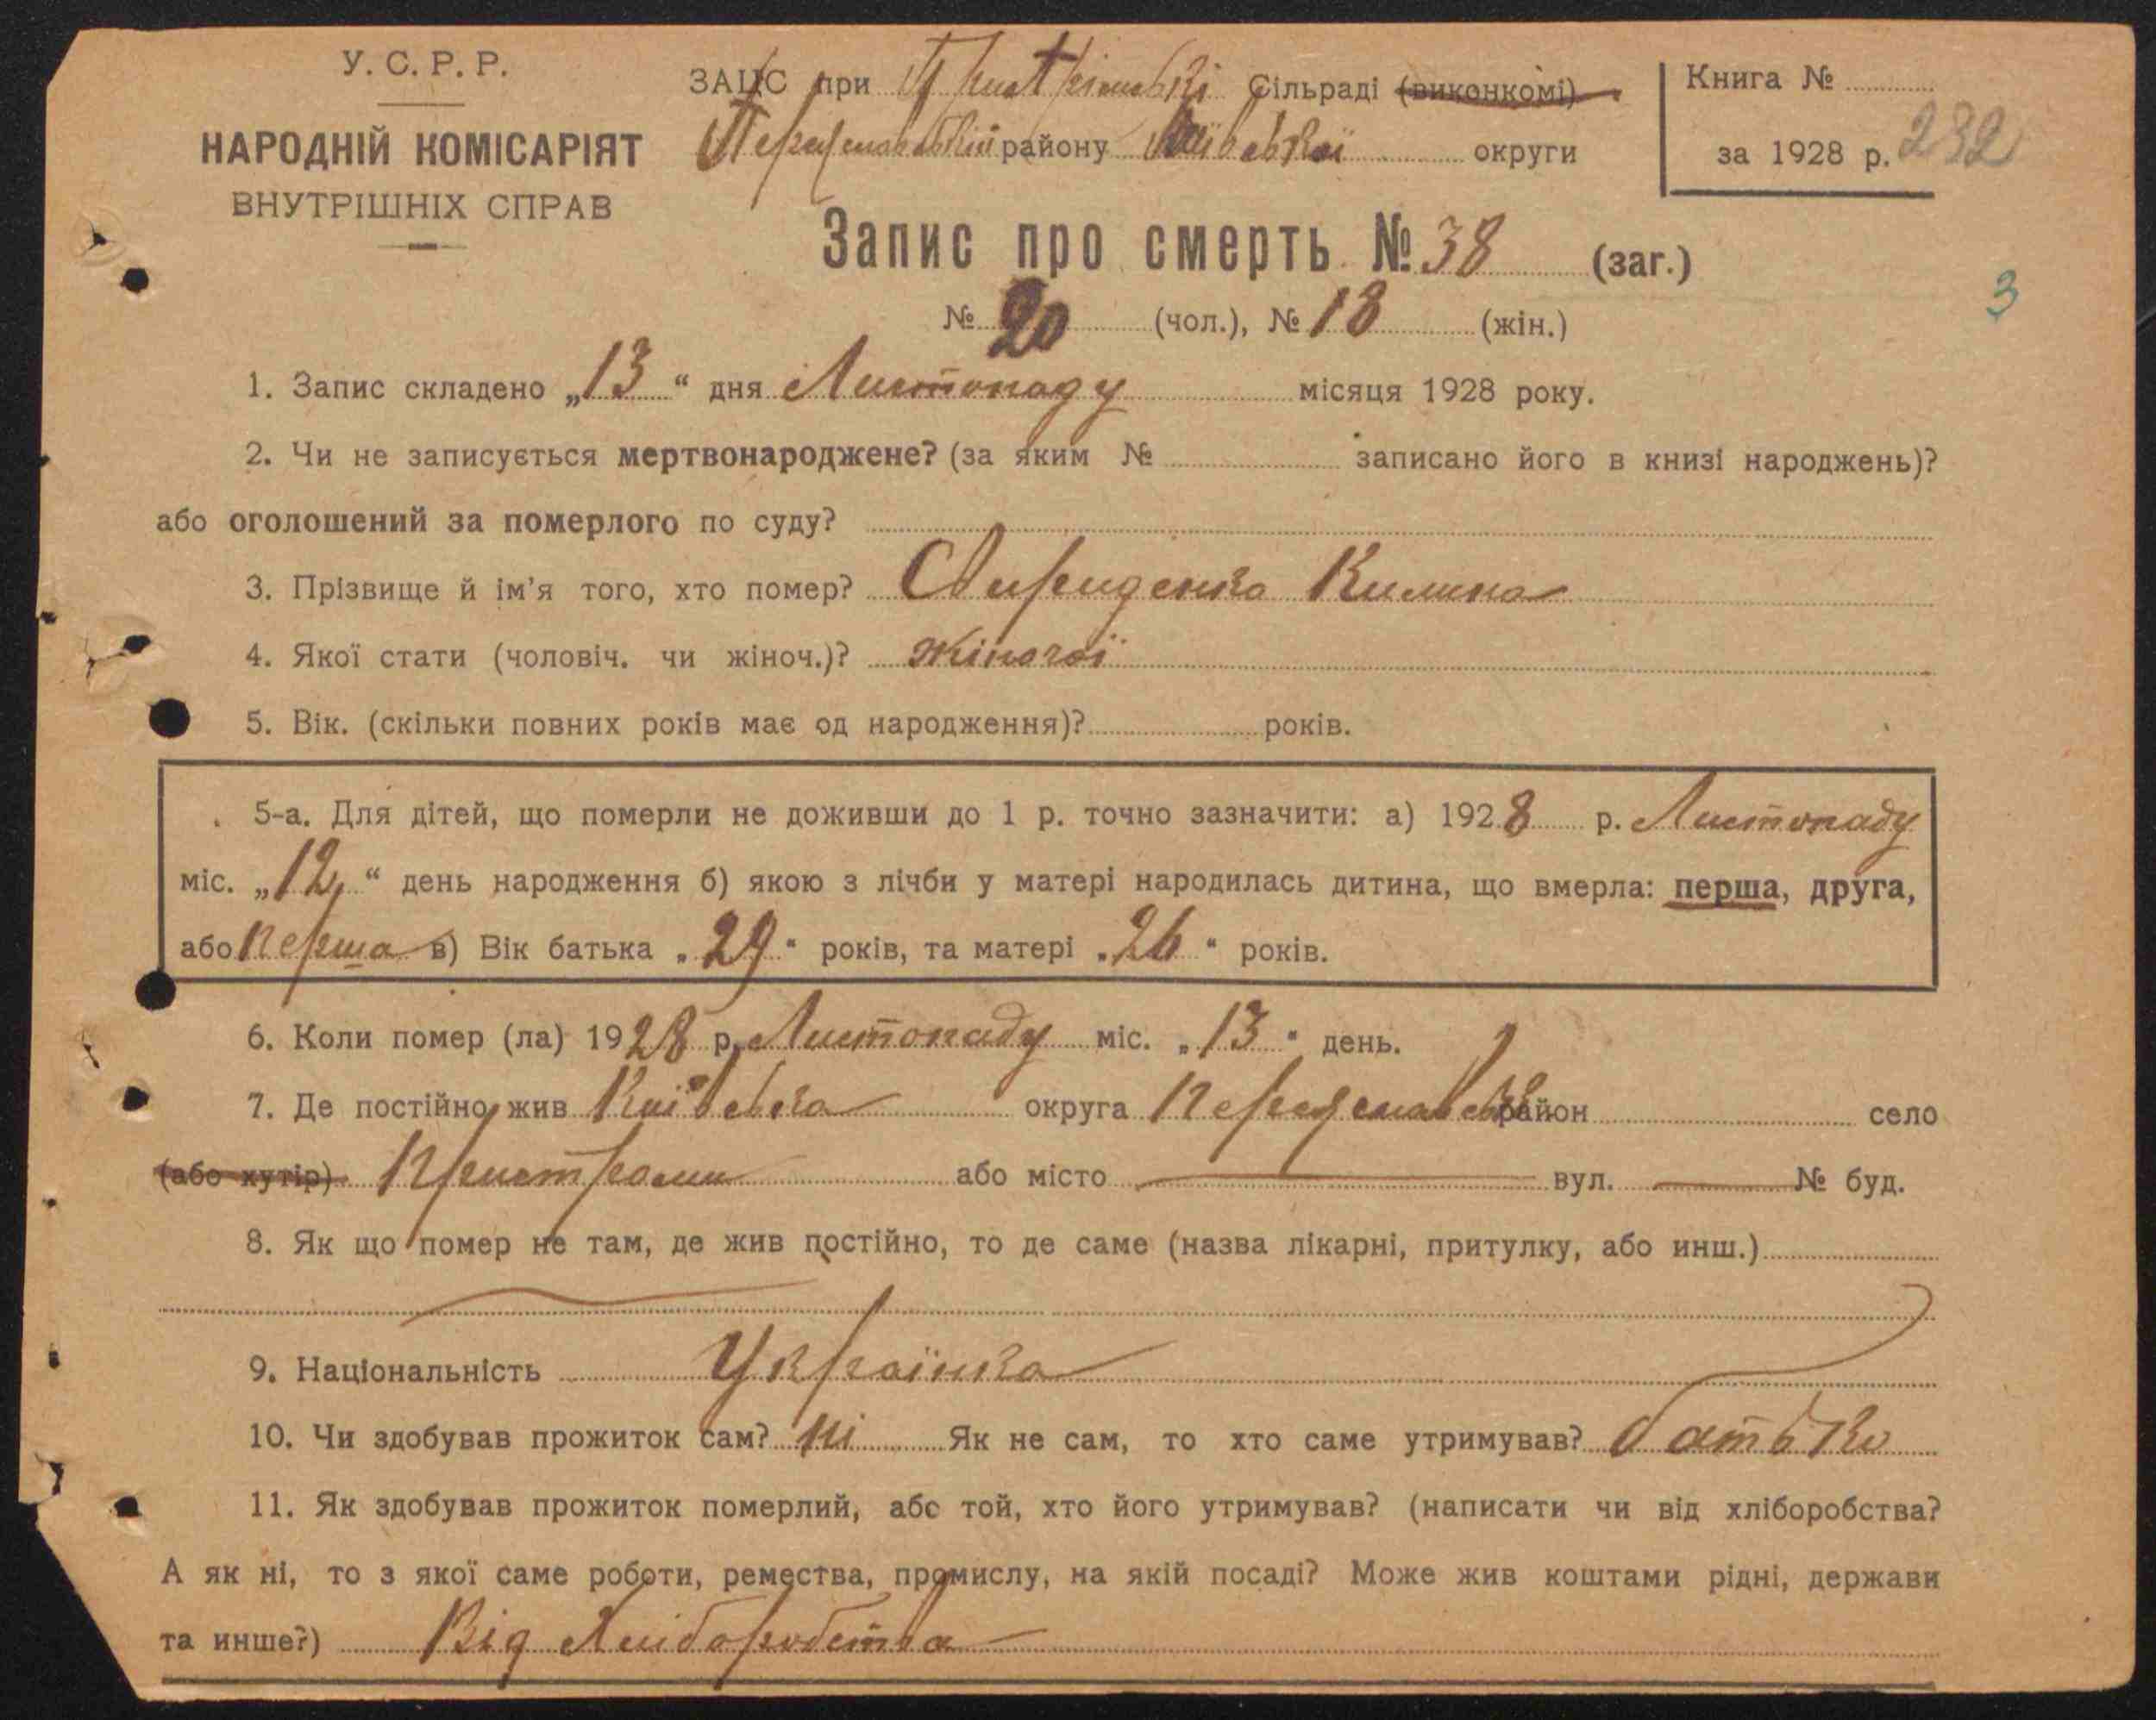 У. С. Р. Р.
НАРОДНІЙ КОМІСАРІЯТ
ВНУТРІШНІХ СПРАВ
ЗАЦС при Пристрімській Сільраді (виконкомі)
Переяславській району Київської округи
Книга №
за 1928 р. 232
Запис про смерть № 38 (заг.)
3
№ 20 (чол.), № 18 (жін.)
1. Запис складено „13“ дня Листопаду місяця 1928 року.
2. Чи не записується мертвонароджене? (за яким № записано його в книзі народжень)?
або оголошений за померлого по суду?
3. Прізвище й ім'я того, хто помер? Свириденко Килина
4. Якої стати (чоловіч. чи жіноч.)? жіночої
5. Вік. (скільки повних років має од народження)? років.
5-а. Для дітей, що померли не доживши до 1 р. точно зазначити: а) 1928 р. Листопаду
міс. „12“ день народження б) якою з лічби у матері народилась дитина, що вмерла: перша, друга,
або перша в) Вік батька „29“ років, та матері „26“ років.
6. Коли помер (ла) 1928 р. Листопаду міс. „13“ день.
7. Де постійно жив Київська округа Переяславськ район село
(або хутір) Пристроми або місто вул. № буд.
8. Як що помер не там, де жив постійно, то де саме (назва лікарні, притулку, або инш.)
9. Національність Українка
10. Чи здобував прожиток сам? ні Як не сам, то хто саме утримував? батько
11. Як здобував прожиток померлий, або той, хто його утримував? (написати чи від хліборобства?
А як ні, то з якої саме роботи, ремества, промислу, на якій посаді? Може жив коштами рідні, держави
та инше?) Від Хліборобства